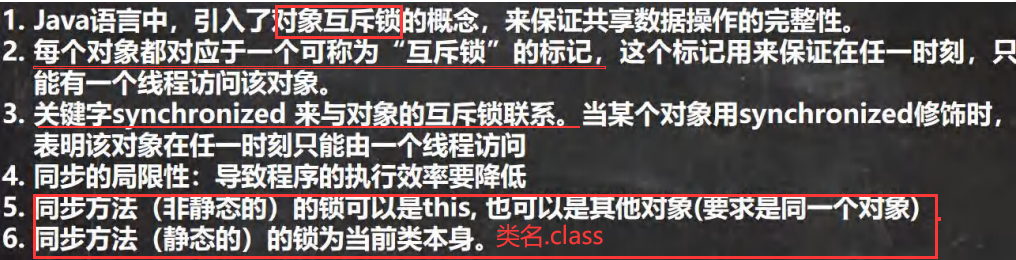 1. Java语言中，引入了对象互斥锁的概念，来保证共享数据操作的完整性。
2. 每个对象都对应于一个可称为“互斥锁”的标记，这个标记用来保证在任一时刻，只
能有一个线程访问该对象。
3. 关键字synchronized 来与对象的互斥锁联系。当某个对象用synchronized修饰时，
表明该对象在任一时刻只能由一个线程访问
4. 同步的局限性：导致程序的执行效率要降低
5. 同步方法（非静态的）的锁可以是this, 也可以是其他对象(要求是同一个对象)
6. 同步方法（静态的）的锁为当前类本身。类名.class